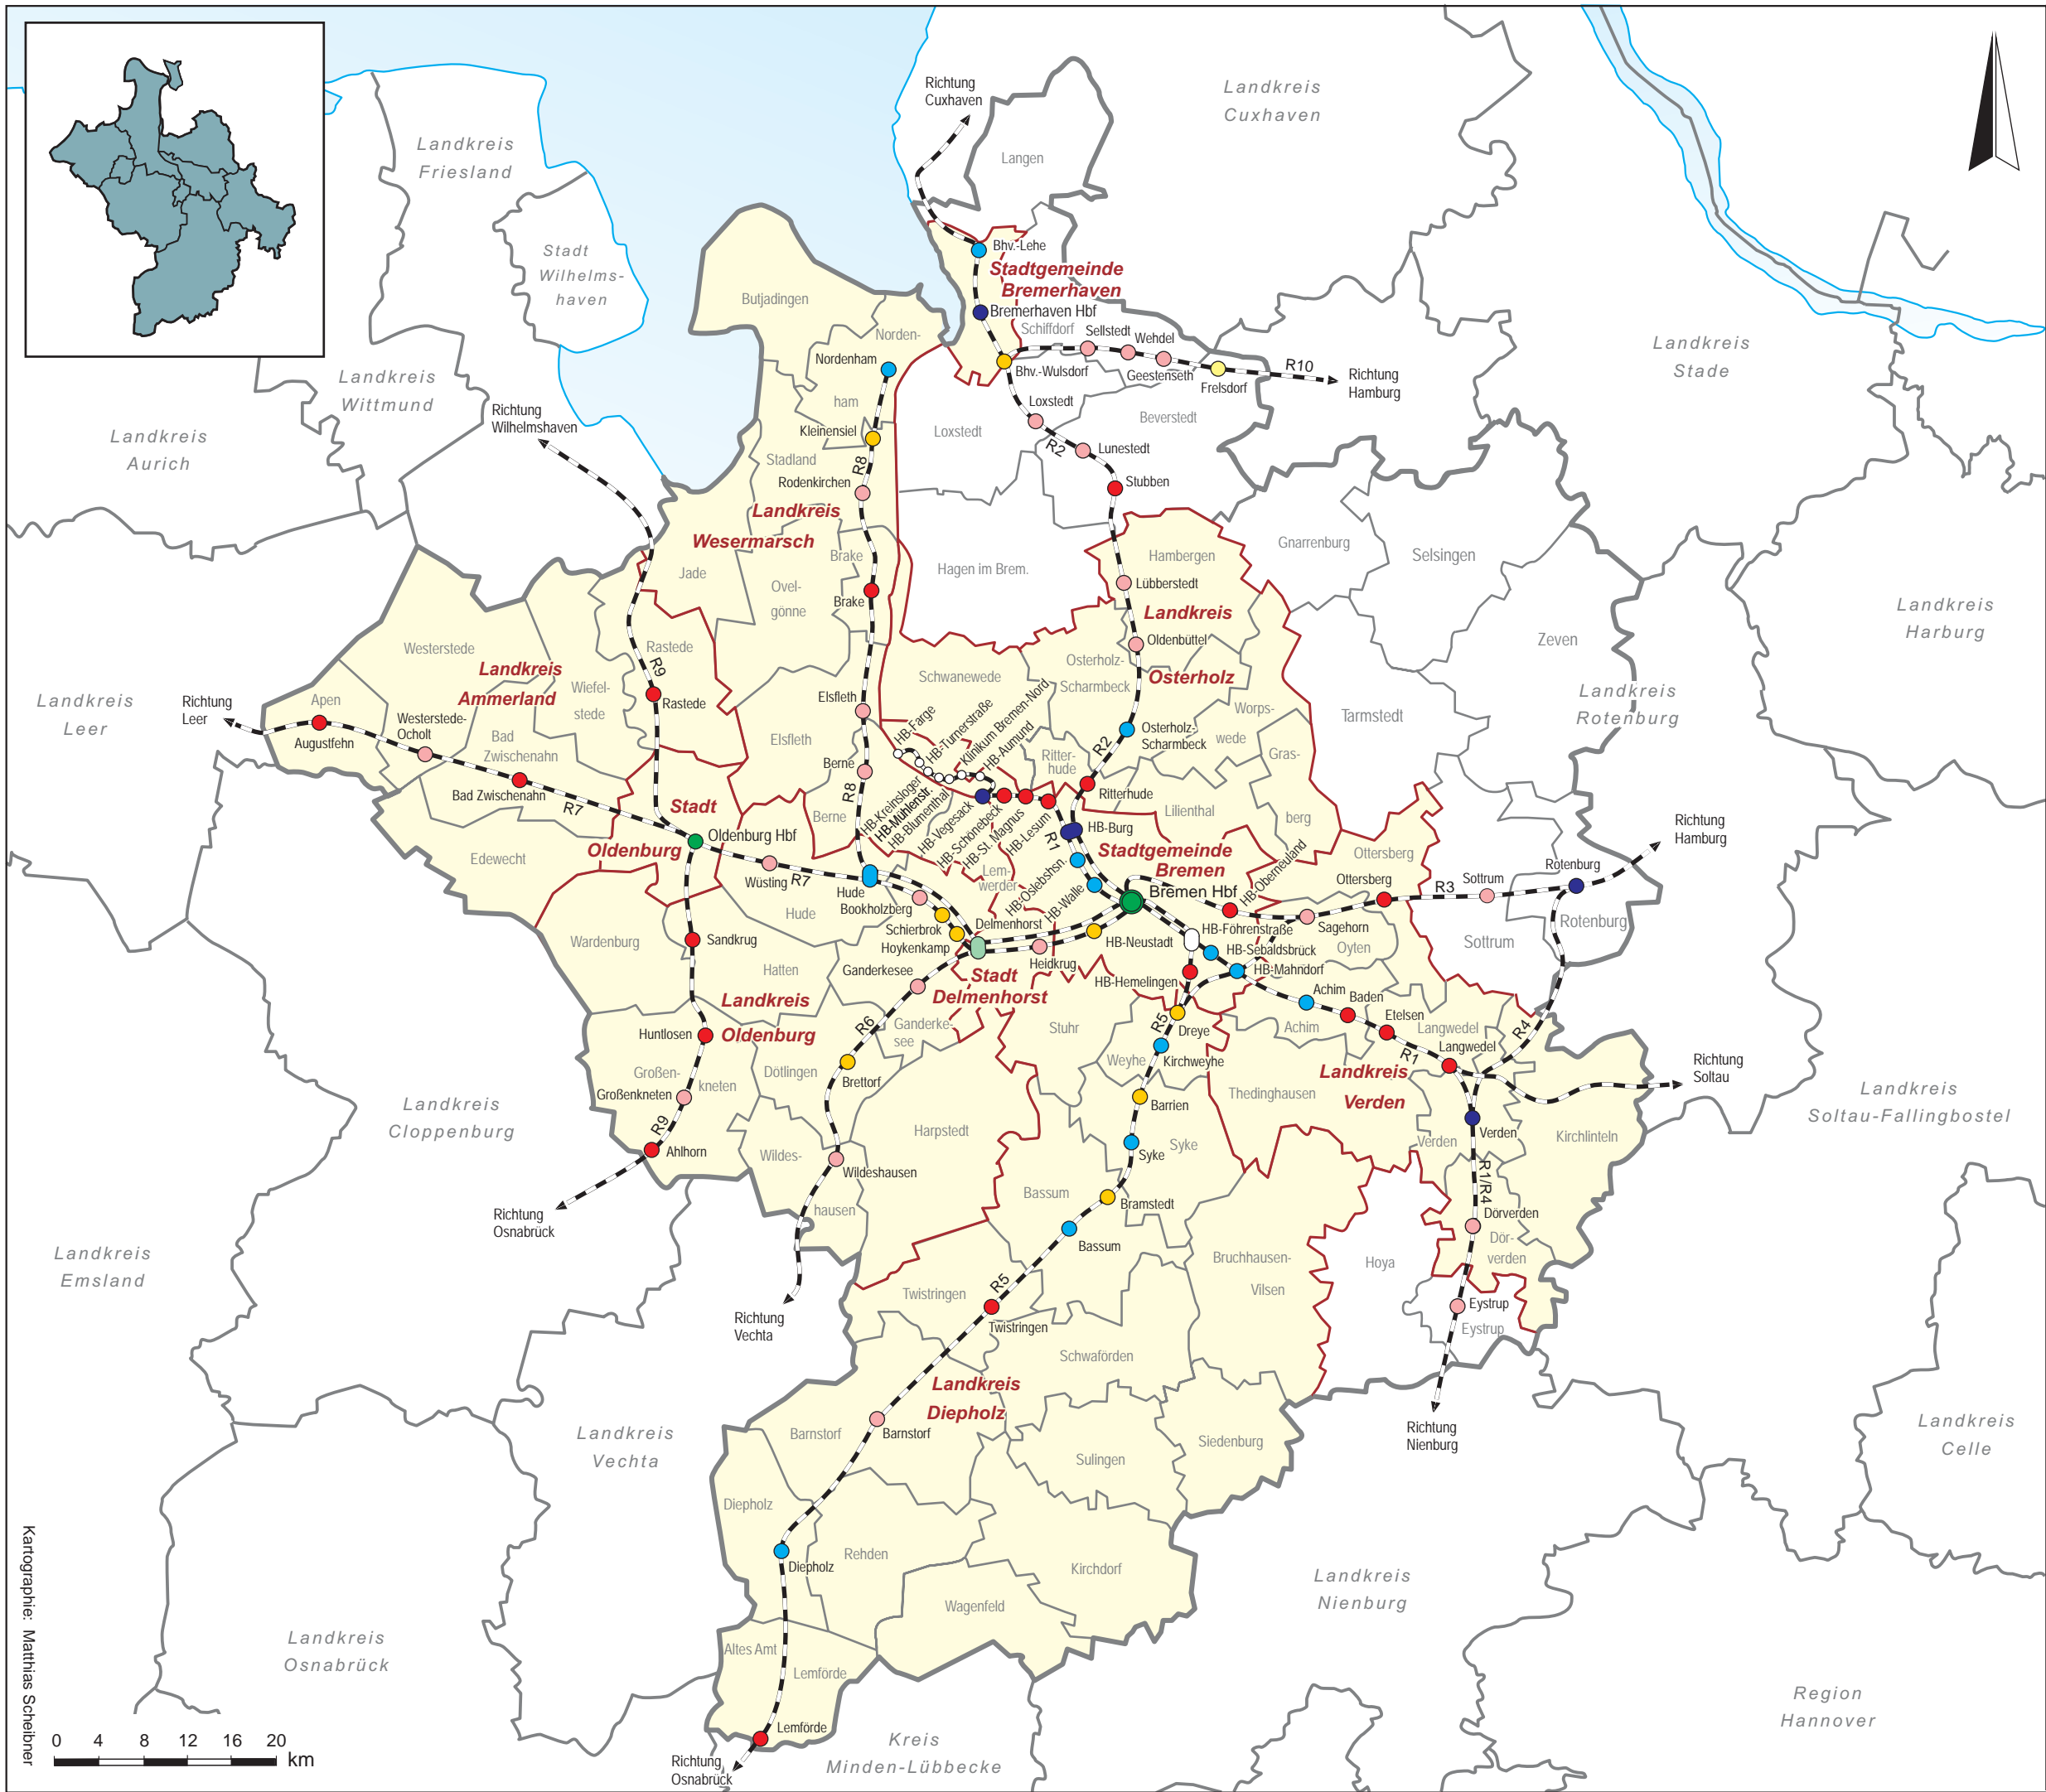 Richtung
Cuxhaven
Landkreis
Cuxhaven
Landkreis
Friesland
Langen
Stadt
Wilhelms-
haven
Bhv.-Lehe
Stadtgemeinde
Bremerhaven
Butjadingen
Bremerhaven Hbf
Norden-
ham
Schiffdorf
Sellstedt
Wehdel
Nordenham
Bhv.-Wulsdorf
Geestenseth
Frelsdorf
R10
Richtung
Hamburg
Landkreis
Stade
Landkreis
Wittmund
Richtung
Wilhelmshaven
Landkreis
Aurich
Loxstedt
Beverstedt
Kleinensiel
Loxstedt
R2
Lunestedt
Stadland
R8
Rodenkirchen
Stubben
Landkreis
Wesermarsch
Brake
Jade
Ovel-
gönne
Hagen im Brem.
Hambergen
Gnarrenburg
Selsingen
Brake
Lübberstedt
Landkreis
Osterholz
Landkreis
Harburg
Zeven
Westerstede
Rastede
Oldenbüttel
Osterholz-
Scharmbeck
Landkreis
Ammerland
Wiefel-
stede
R9
Schwanewede
Landkreis
Rotenburg
Landkreis
Leer
Richtung
Leer
Apen
Rastede
Elsfleth
Tarmstedt
Worps-
wede
Augustfehn
Westerstede-
Ocholt
Bad
Zwischenahn
Elsfleth
HB-Farge
HB-Turnerstraße
Klinikum Bremen-Nord
HB-Aumund
R2
Osterholz-
Scharmbeck
Ritter-
hude
Gras-
berg
Berne
R8
Bad Zwischenahn
R7
Stadt
Oldenburg
Berne
HB-Kreinsloger
HB-Mühlenstr.
HB-Blumenthal
HB-Vegesack
HB-Schönebeck
HB-St. Magnus
HB-Lesum
Ritterhude
Lilienthal
Oldenburg Hbf
HB-Burg
R1
Stadtgemeinde
Bremen
Richtung
Hamburg
Edewecht
Wüsting
R7
Hude
Lem-
werder
HB-Oslebshsn.
HB-Walle
Bremen Hbf
HB-Oberneuland
Ottersberg
Ottersberg
R3
Sottrum
Rotenburg
Hude
Bookholzberg
Schierbrok
Hoykenkamp
Delmenhorst
HB-Neustadt
HB-Föhrenstraße
Sagehorn
Rotenburg
Wardenburg
Sandkrug
Heidkrug
HB-Sebaldsbrück
Oyten
Sottrum
Hatten
Ganderkesee
HB-Hemelingen
HB-Mahndorf
Stadt
Delmenhorst
Landkreis
Oldenburg
Achim
Baden
Etelsen
Huntlosen
R6
Ganderke-
see
Stuhr
R5
Dreye
Achim
Langwedel
R4
Weyhe
Kirchweyhe
R1
Langwedel
Richtung
Soltau
Großen-
kneten
Dötlingen
Brettorf
Landkreis
Verden
Großenkneten
Thedinghausen
Barrien
Landkreis
Cloppenburg
Landkreis
Soltau-Fallingbostel
R9
Harpstedt
Verden
Verden
Kirchlinteln
Ahlhorn
Wildes-
hausen
Wildeshausen
Syke
Syke
R1/R4
Bassum
Bramstedt
Richtung
Osnabrück
Dörverden
Dör-
verden
Landkreis
Emsland
Bassum
Bruchhausen-
Vilsen
Hoya
Twistringen
R5
Twistringen
Eystrup
Eystrup
Richtung
Vechta
Schwaförden
Landkreis
Diepholz
Richtung
Nienburg
Landkreis
Celle
Landkreis
Vechta
Barnstorf
Barnstorf
Sulingen
Siedenburg
Diepholz
Diepholz
Rehden
Kirchdorf
Landkreis
Nienburg
Wagenfeld
Landkreis
Osnabrück
Altes Amt
Lemförde
Lemförde
Region
Hannover
Kreis
Minden-Lübbecke
Richtung
Osnabrück
0 4 8 12 16 20 km
Kartographie: Matthias Scheibner